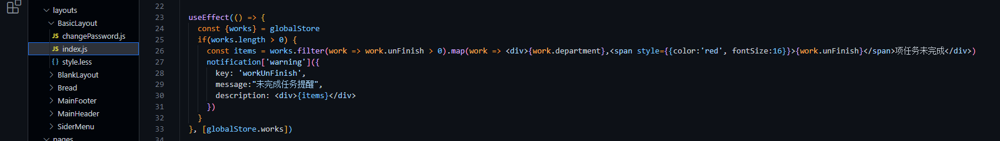 layouts
BasicLayout
JS changePassword.js
JS index.js
{} style.less
BlankLayout
Bread
MainFooter
MainHeader
SiderMenu
pages
22
23 useEffect(() => {
24 const {works} = globalStore
25 if(works.length > 0) {
26 const items = works.filter(work => work.unFinish > 0).map(work => <div>{work.department},<span style={{color:'red', fontSize:16}}>{work.unFinish}</span>项任务未完成</div>)
27 notification['warning']({
28 key: 'workUnFinish',
29 message:"未完成任务提醒",
30 description: <div>{items}</div>
31 })
32 }
33 }, [globalStore.works])
34